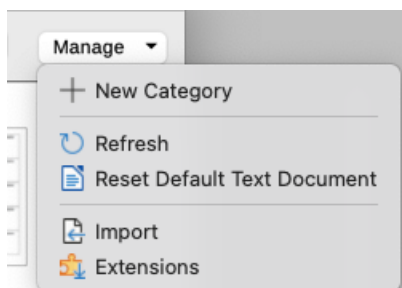 Manage
New Category
Refresh
Reset Default Text Document
Import
Extensions